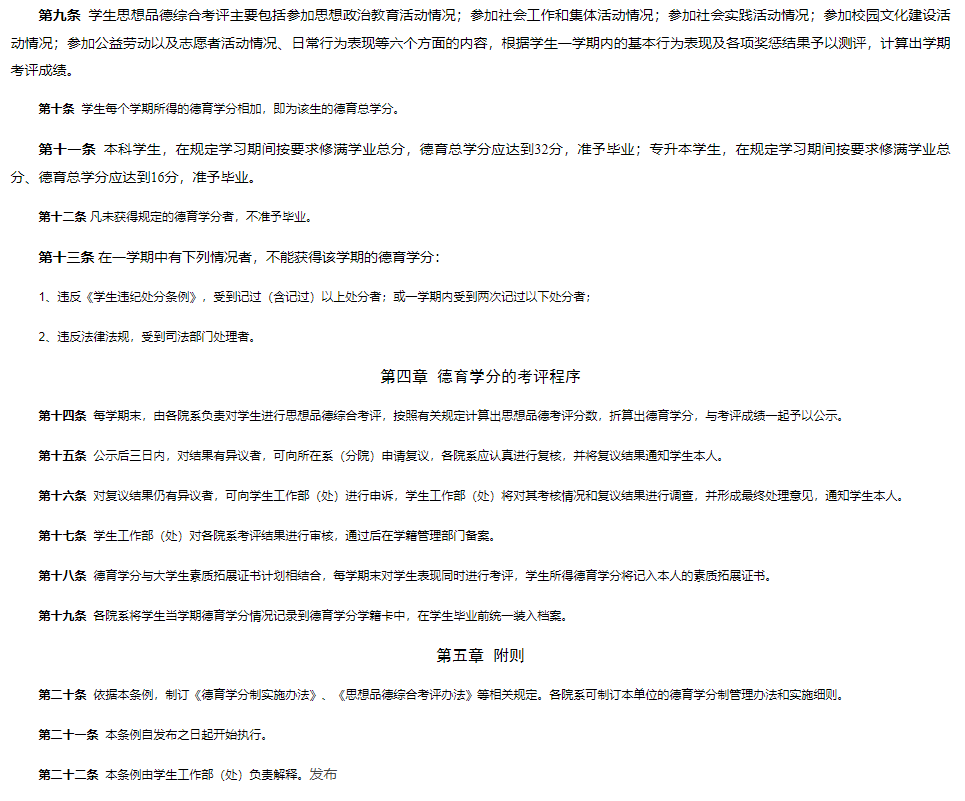 第九条 学生思想品德综合考评主要包括参加思想政治教育活动情况；参加社会工作和集体活动情况；参加社会实践活动情况；参加校园文化建设活
动情况；参加公益劳动以及志愿者活动情况、日常行为表现等六个方面的内容，根据学生一学期内的基本行为表现及各项奖惩结果予以测评，计算出学期
考评成绩。
第十条 学生每个学期所得的德育学分相加，即为该生的德育总学分。
第十一条 本科学生，在规定学习期间按要求修满学业总分，德育总学分应达到32分，准予毕业；专升本学生，在规定学习期间按要求修满学业总
分、德育总学分应达到16分，准予毕业。
第十二条 凡未获得规定的德育学分者，不准予毕业。
第十三条 在一学期中有下列情况者，不能获得该学期的德育学分：
1、违反《学生违纪处分条例》，受到记过（含记过）以上处分者；或一学期内受到两次记过以下处分者；
2、违反法律法规，受到司法部门处理者。
第四章 德育学分的考评程序
第十四条 每学期末，由各院系负责对学生进行思想品德综合考评，按照有关规定计算出思想品德考评分数，折算出德育学分，与考评成绩一起予以公示。
第十五条 公示后三日内，对结果有异议者，可向所在系（分院）申请复议，各院系应认真进行复核，并将复议结果通知学生本人。
第十六条 对复议结果仍有异议者，可向学生工作部（处）进行申诉，学生工作部（处）将对其考核情况和复议结果进行调查，并形成最终处理意见，通知学生本人。
第十七条 学生工作部（处）对各院系考评结果进行审核，通过后在学籍管理部门备案。
第十八条 德育学分与大学生素质拓展证书计划相结合，每学期末对学生表现同时进行考评，学生所得德育学分将记入本人的素质拓展证书。
第十九条 各院系将学生当学期德育学分情况记录到德育学分学籍卡中，在学生毕业前统一装入档案。
第五章 附则
第二十条 依据本条例，制订《德育学分制实施办法》、《思想品德综合考评办法》等相关规定。各院系可制订本单位的德育学分制管理办法和实施细则。
第二十一条 本条例自发布之日起开始执行。
第二十二条 本条例由学生工作部（处）负责解释。发布